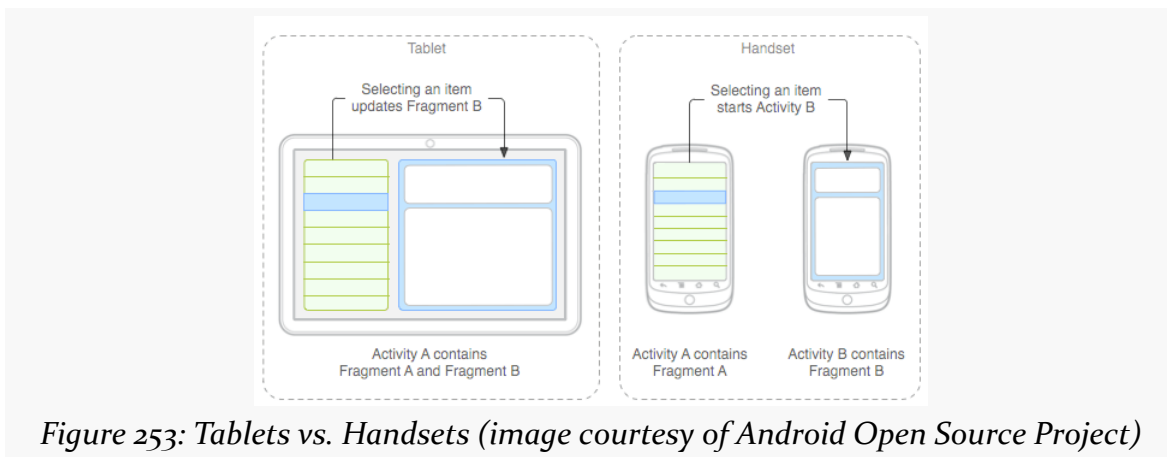 Tablet
Selecting an item
updates Fragment B
Activity A contains
Fragment A and Fragment B
Handset
Selecting an item
starts Activity B
Activity A contains
Fragment A
Activity B contains
Fragment B
Figure 253: Tablets vs. Handsets (image courtesy of Android Open Source Project)